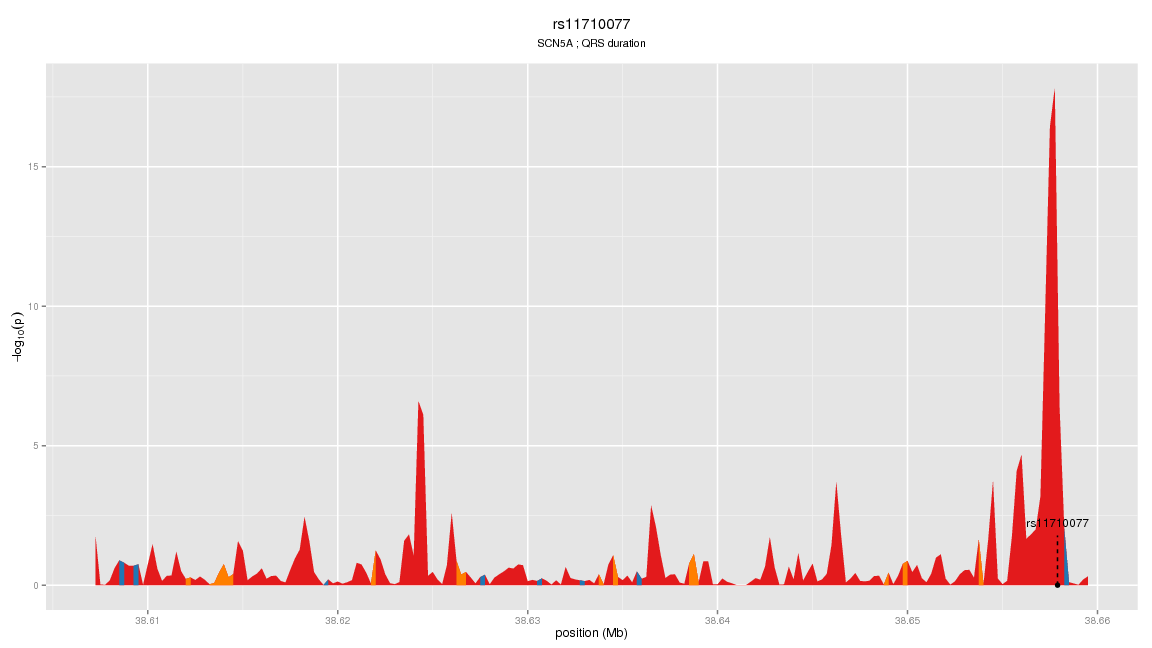 rs11710077
SCN5A ; QRS duration
−log10(p)
15
10
5
0
rs11710077
38.61
38.62
38.63
38.64
38.65
38.66
position (Mb)